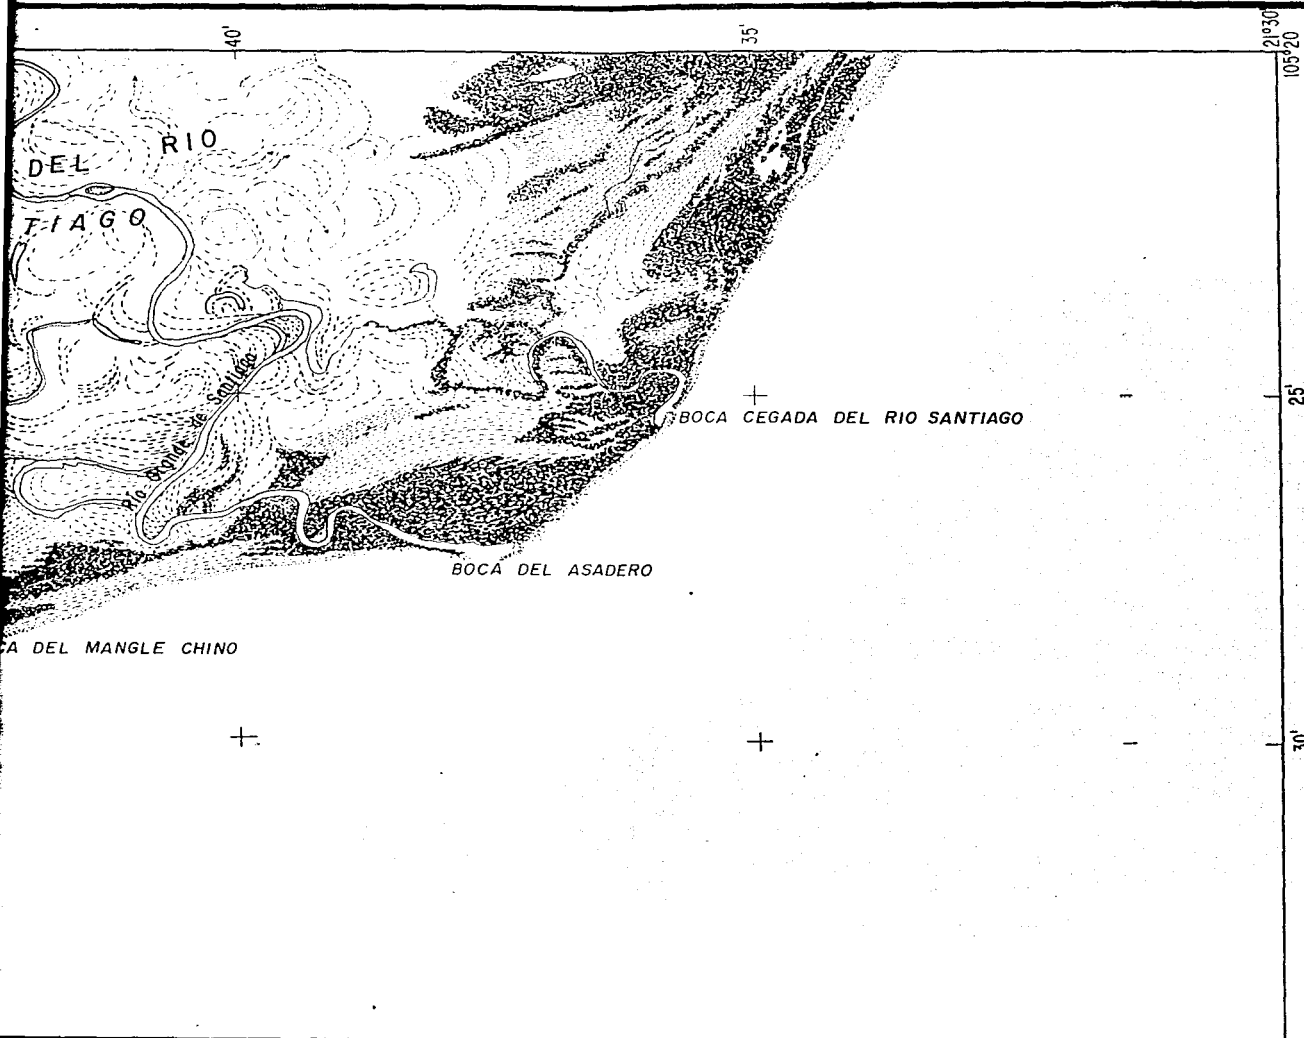 40'
35'
21°30'
105°20
RIO
DEL
TIAGO
Rio Grande de Santiago
25'
BOCA CEGADA DEL RIO SANTIAGO
BOCA DEL ASADERO
CA DEL MANGLE CHINO
30'